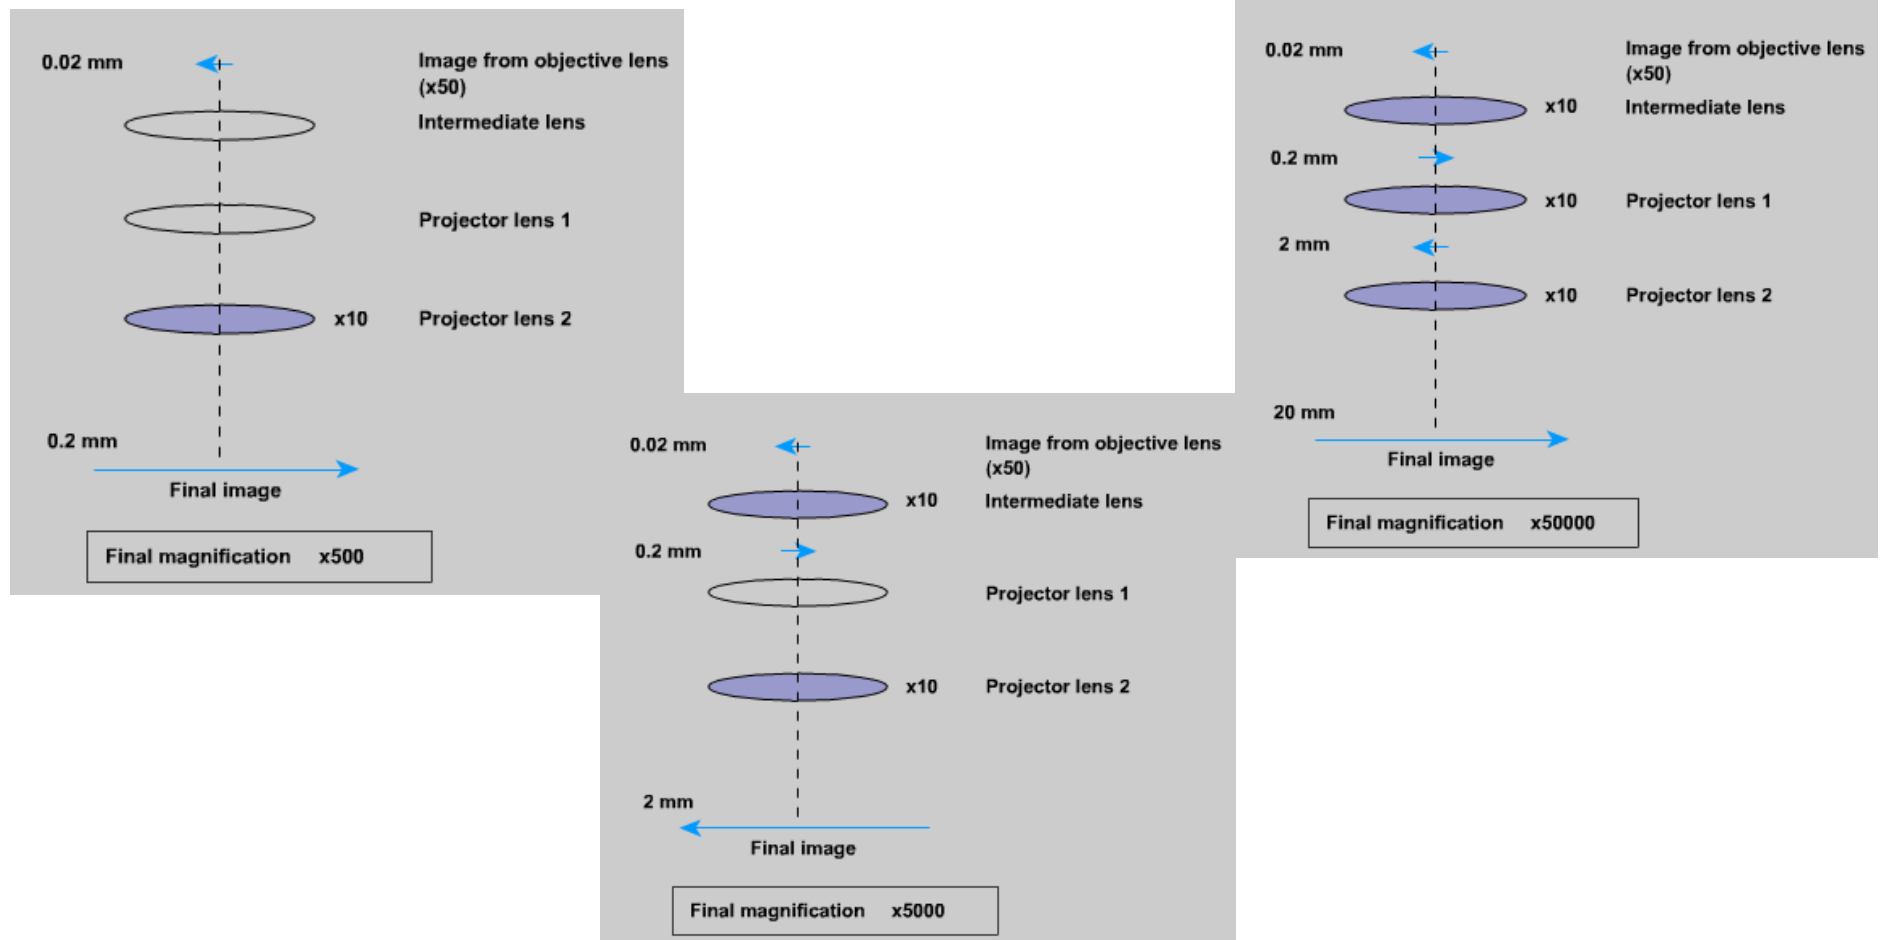 0.02 mm
Image from objective lens
(x50)
Intermediate lens
Projector lens 1
x10 Projector lens 2
0.2 mm
Final image
Final magnification x500
0.02 mm
Image from objective lens
(x50)
x10 Intermediate lens
0.2 mm
Projector lens 1
x10 Projector lens 2
2 mm
Final image
Final magnification x5000
0.02 mm
Image from objective lens
(x50)
x10 Intermediate lens
0.2 mm
x10 Projector lens 1
2 mm
x10 Projector lens 2
20 mm
Final image
Final magnification x50000